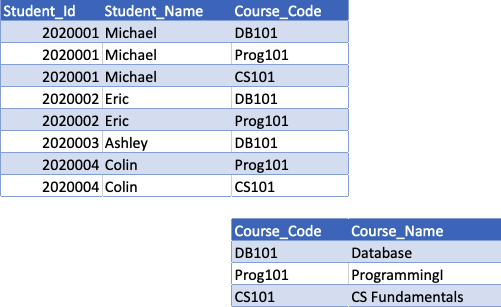 Student_Id Student_Name Course_Code
2020001 Michael DB101
2020001 Michael Prog101
2020001 Michael CS101
2020002 Eric DB101
2020002 Eric Prog101
2020003 Ashley DB101
2020004 Colin Prog101
2020004 Colin CS101
Course_Code Course_Name
DB101 Database
Prog101 ProgrammingI
CS101 CS Fundamentals